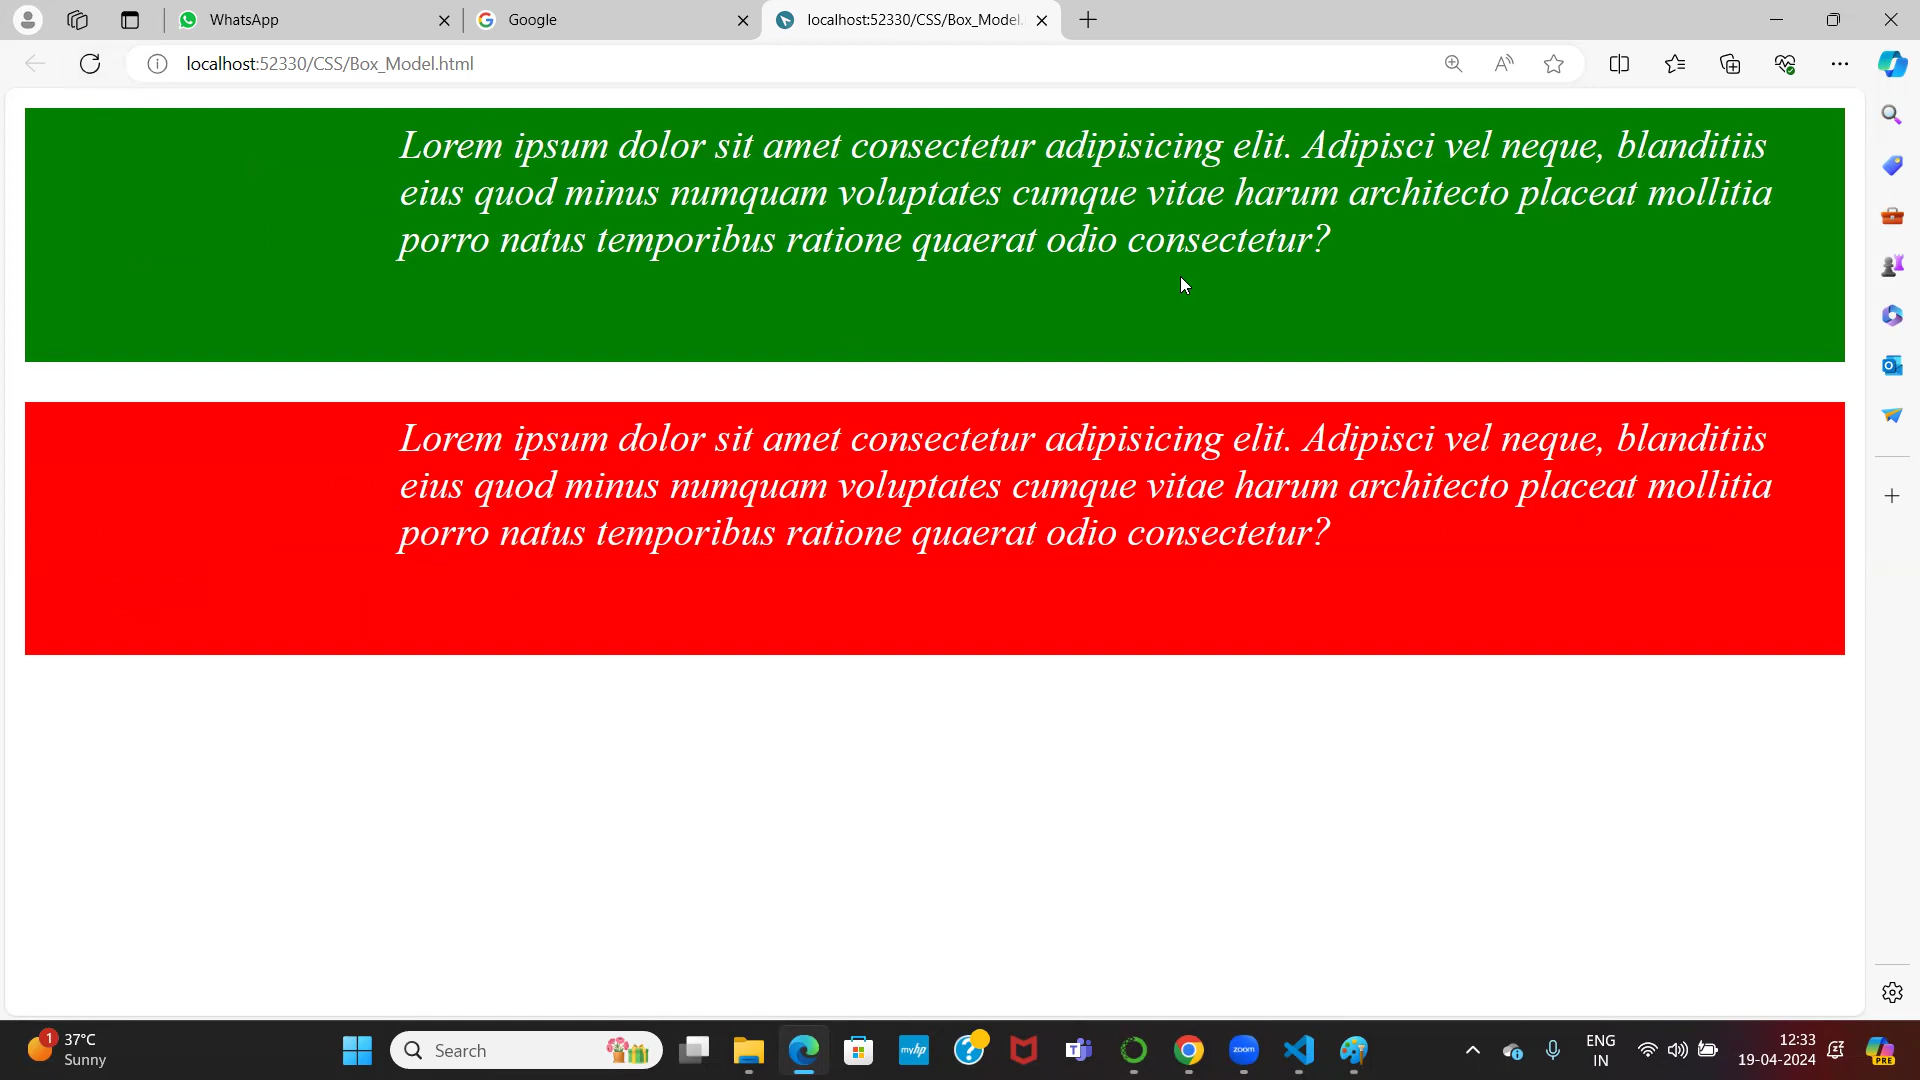 WhatsApp
Google
localhost:52330/CSS/Box_Model.
localhost:52330/CSS/Box_Model.html
Lorem ipsum dolor sit amet consectetur adipisicing elit. Adipisci vel neque, blanditiis
eius quod minus numquam voluptates cumque vitae harum architecto placeat mollitia
porro natus temporibus ratione quaerat odio consectetur?
Lorem ipsum dolor sit amet consectetur adipisicing elit. Adipisci vel neque, blanditiis
eius quod minus numquam voluptates cumque vitae harum architecto placeat mollitia
porro natus temporibus ratione quaerat odio consectetur?
1
37°C
Sunny
Search
myhp
zoom
ENG
IN
12:33
19-04-2024
PRE